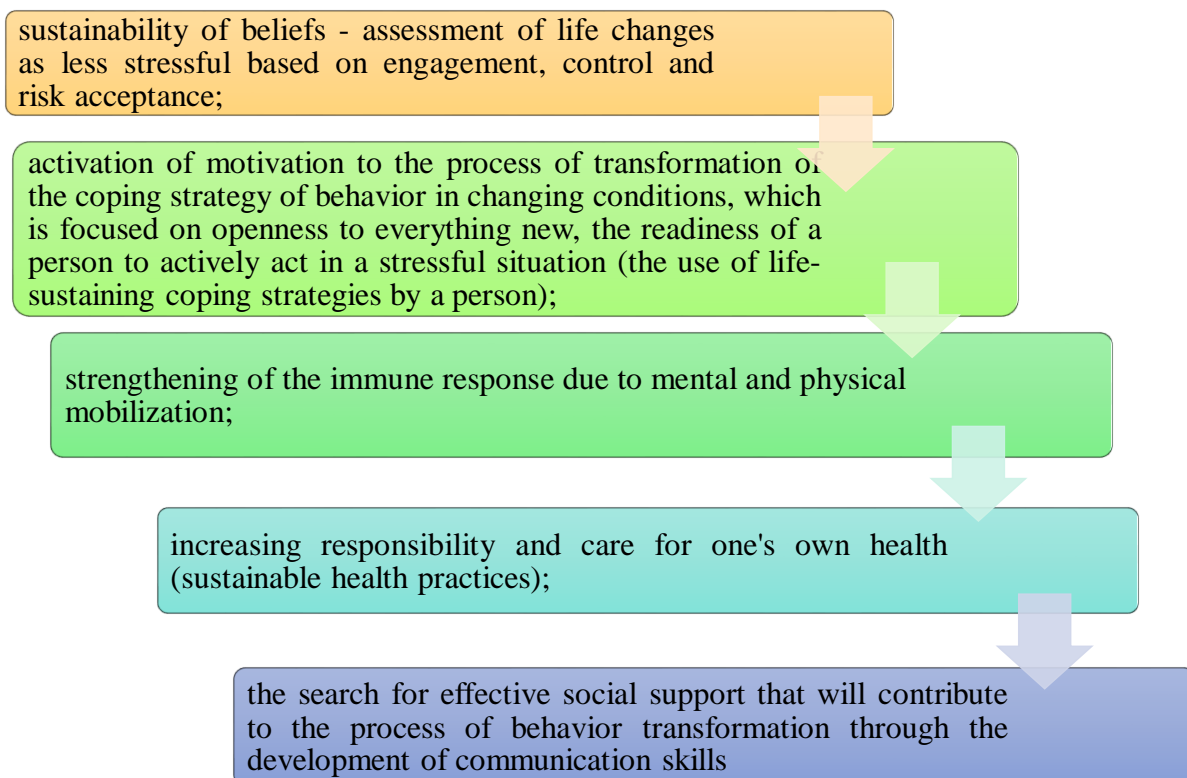 sustainability of beliefs - assessment of life changes
as less stressful based on engagement, control and
risk acceptance;
activation of motivation to the process of transformation of
the coping strategy of behavior in changing conditions, which
is focused on openness to everything new, the readiness of a
person to actively act in a stressful situation (the use of life-
sustaining coping strategies by a person);
strengthening of the immune response due to mental and physical
mobilization;
increasing responsibility and care for one's own health
(sustainable health practices);
the search for effective social support that will contribute
to the process of behavior transformation through the
development of communication skills